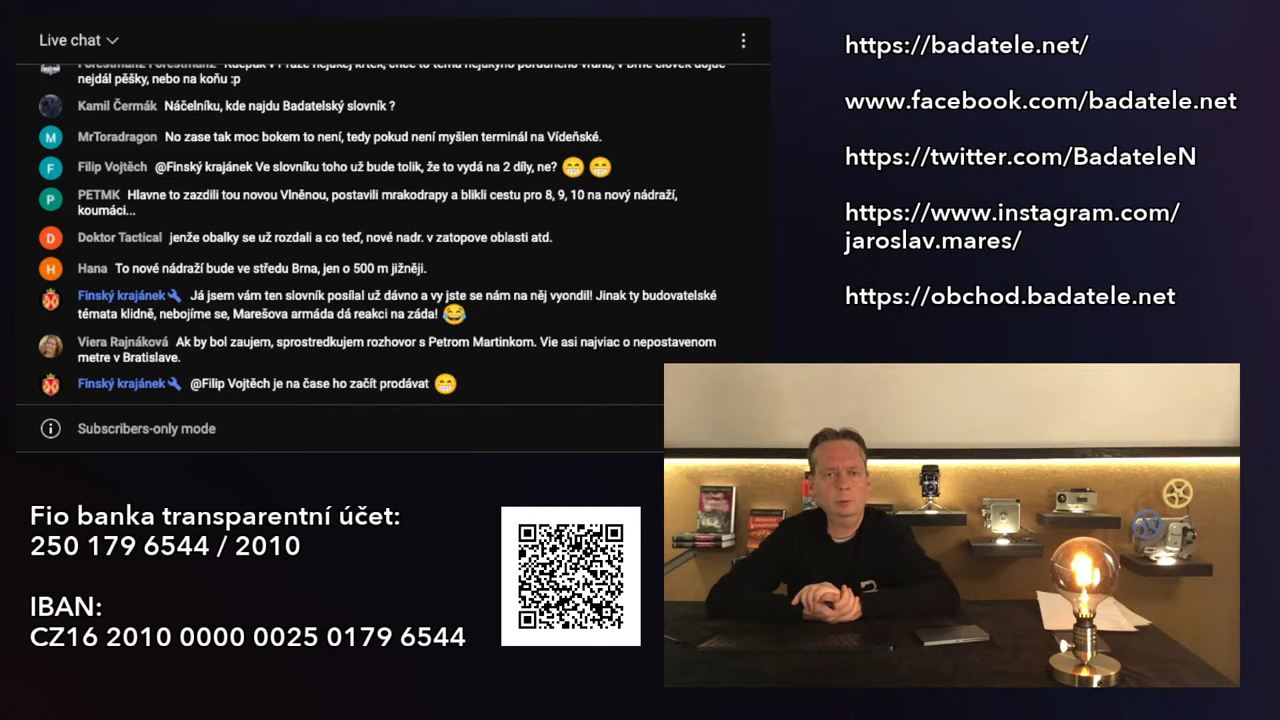 Live chat
nejdál pěšky, nebo na koňu :p
Kamil Čermák Náčelníku, kde najdu Badatelský slovník ?
M MrToradragon No zase tak moc bokem to není, tedy pokud není myšlen terminál na Vídeňské.
F Filip Vojtěch @Finský krajánek Ve slovníku toho už bude tolik, že to vydá na 2 díly, ne? 😁 😁
P PETMK Hlavne to zazdili tou novou Vlněnou, postavili mrakodrapy a blikli cestu pro 8, 9, 10 na nový nádraží,
koumáci...
D Doktor Tactical jenže obalky se už rozdali a co teď, nové nadr. v zatopove oblasti atd.
H Hana To nové nádraží bude ve středu Brna, jen o 500 m jižněji.
Finský krajánek Já jsem vám ten slovník posílal už dávno a vy jste se nám na něj vyondil! Jinak ty budovatelské
témata klidně, nebojíme se, Marešova armáda dá reakci na záda! 😂
Viera Rajnáková Ak by bol zaujem, sprostredkujem rozhovor s Petrom Martinkom. Vie asi najviac o nepostavenom
metre v Bratislave.
Finský krajánek @Filip Vojtěch je na čase ho začít prodávat 😁
Subscribers-only mode
https://badatele.net/
www.facebook.com/badatele.net
https://twitter.com/BadateleN
https://www.instagram.com/
jaroslav.mares/
https://obchod.badatele.net
Fio banka transparentní účet:
250 179 6544 / 2010
IBAN:
CZ16 2010 0000 0025 0179 6544